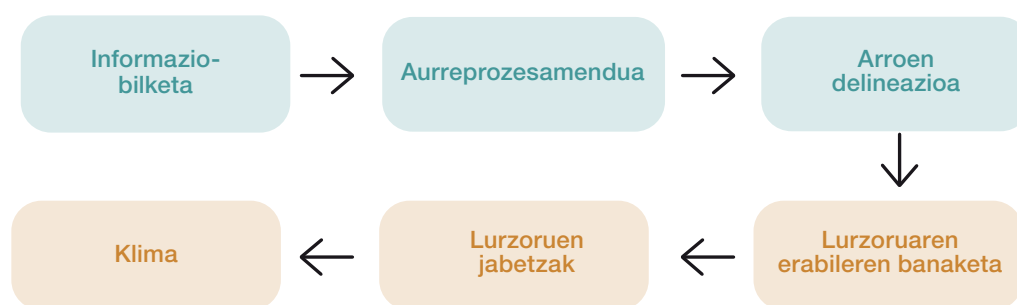 Informazio-
bilketa
Aurreprozesamendua
Arroen
delineazioa
Lurzoruaren
erabileren banaketa
Lurzoruen
jabetzak
Klima